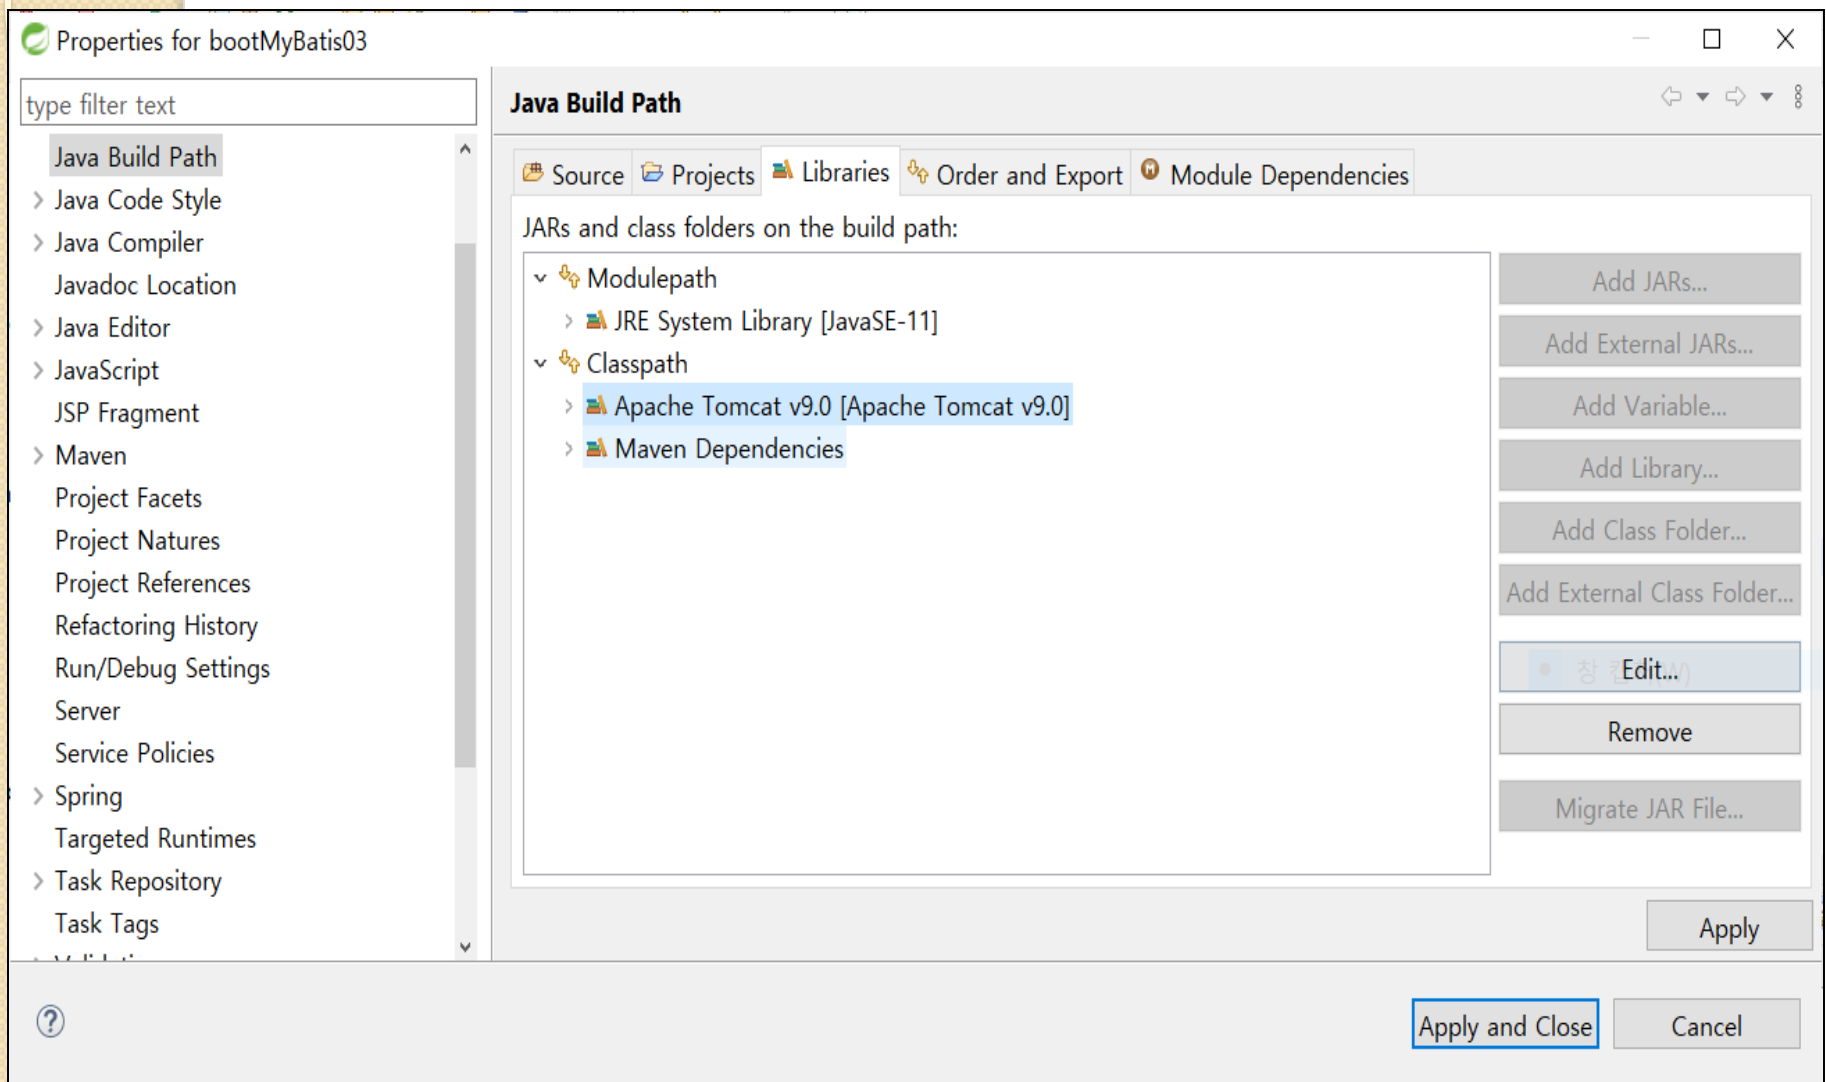 Properties for bootMyBatis03
type filter text
Java Build Path
Java Code Style
Java Compiler
Javadoc Location
Java Editor
JavaScript
JSP Fragment
Maven
Project Facets
Project Natures
Project References
Refactoring History
Run/Debug Settings
Server
Service Policies
Spring
Targeted Runtimes
Task Repository
Task Tags
Java Build Path
Source Projects Libraries Order and Export Module Dependencies
JARs and class folders on the build path:
Modulepath
JRE System Library [JavaSE-11]
Classpath
Apache Tomcat v9.0 [Apache Tomcat v9.0]
Maven Dependencies
Add JARs...
Add External JARs...
Add Variable...
Add Library...
Add Class Folder...
Add External Class Folder...
Edit...
Remove
Migrate JAR File...
Apply
Apply and Close Cancel